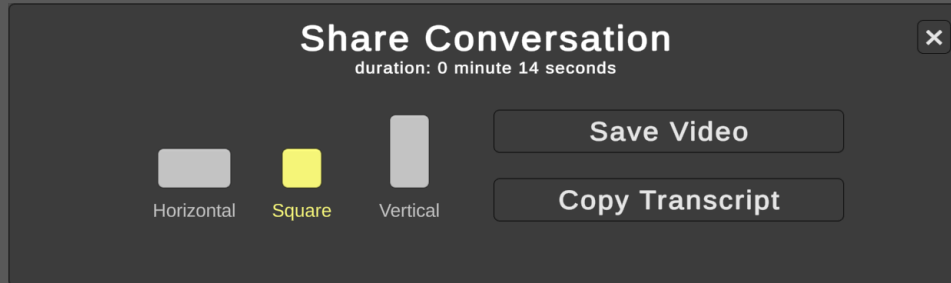 Share Conversation
duration: 0 minute 14 seconds
Save Video
Copy Transcript
Horizontal
Square
Vertical